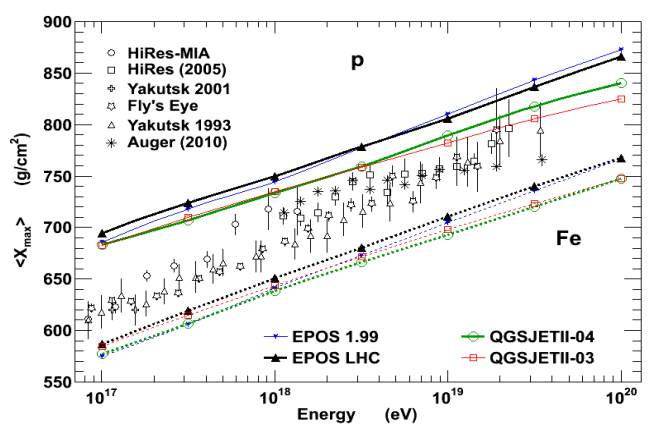 900
850
800
750
700
650
600
550
<X_max> (g/cm²)
p
HiRes-MIA
HiRes (2005)
Yakutsk 2001
Fly's Eye
Yakutsk 1993
Auger (2010)
Fe
EPOS 1.99
EPOS LHC
QGSJETII-04
QGSJETII-03
10¹⁷
10¹⁸
10¹⁹
10²⁰
Energy (eV)